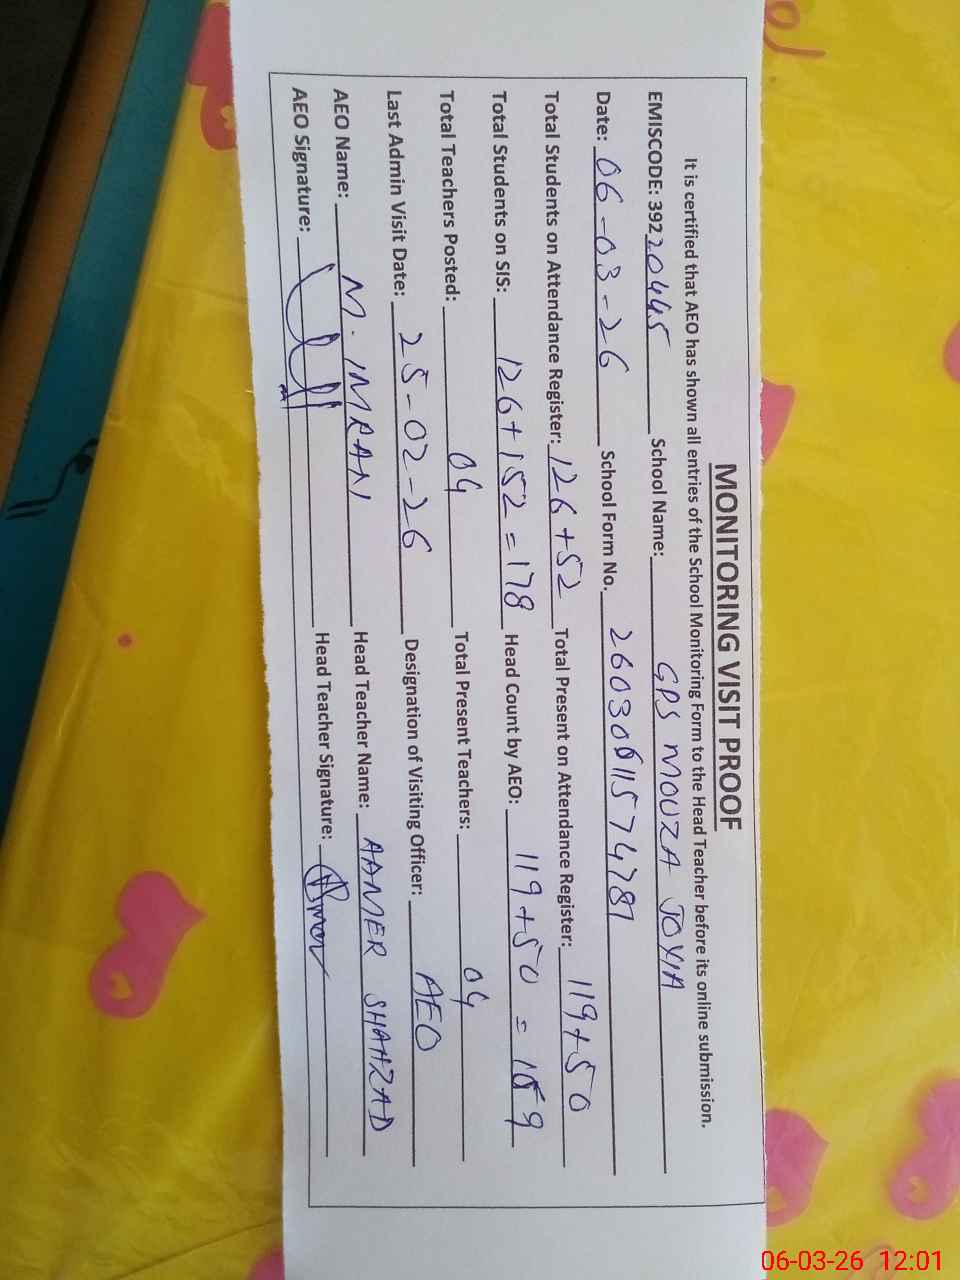 MONITORING VISIT PROOF
It is certified that AEO has shown all entries of the School Monitoring Form to the Head Teacher before its online submission.
EMISCODE: 39220445 School Name: GPS MOUZA JOYIA
Date: 06-03-26 School Form No. 26030611574781
Total Students on Attendance Register: 126+52 Total Present on Attendance Register: 119+50
Total Students on SIS: 126+152=178 Head Count by AEO: 119+50=169
Total Teachers Posted: 04 Total Present Teachers: 04
Last Admin Visit Date: 25-02-26 Designation of Visiting Officer: AEO
AEO Name: M. IMRAN Head Teacher Name: AAMER SHAHZAD
AEO Signature: Head Teacher Signature:
06-03-26 12:01